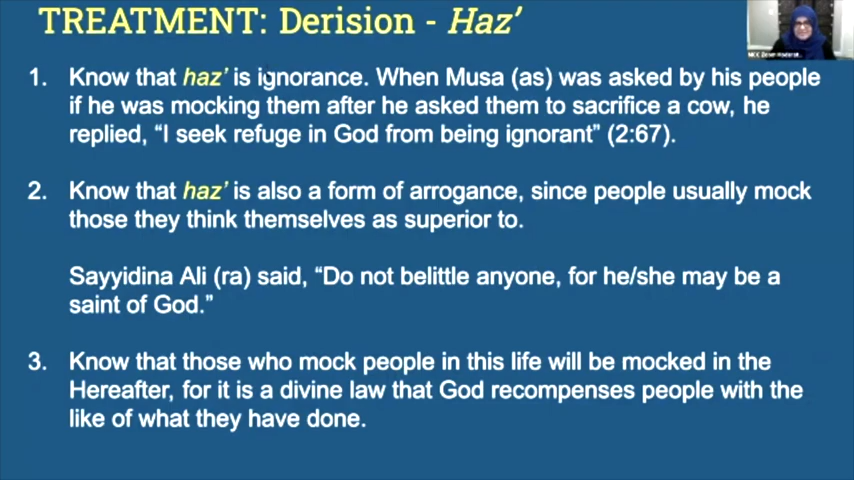 TREATMENT: Derision - Haz’
1. Know that haz’ is ignorance. When Musa (as) was asked by his people
if he was mocking them after he asked them to sacrifice a cow, he
replied, “I seek refuge in God from being ignorant” (2:67).
2. Know that haz’ is also a form of arrogance, since people usually mock
those they think themselves as superior to.
Sayyidina Ali (ra) said, “Do not belittle anyone, for he/she may be a
saint of God.”
3. Know that those who mock people in this life will be mocked in the
Hereafter, for it is a divine law that God recompenses people with the
like of what they have done.